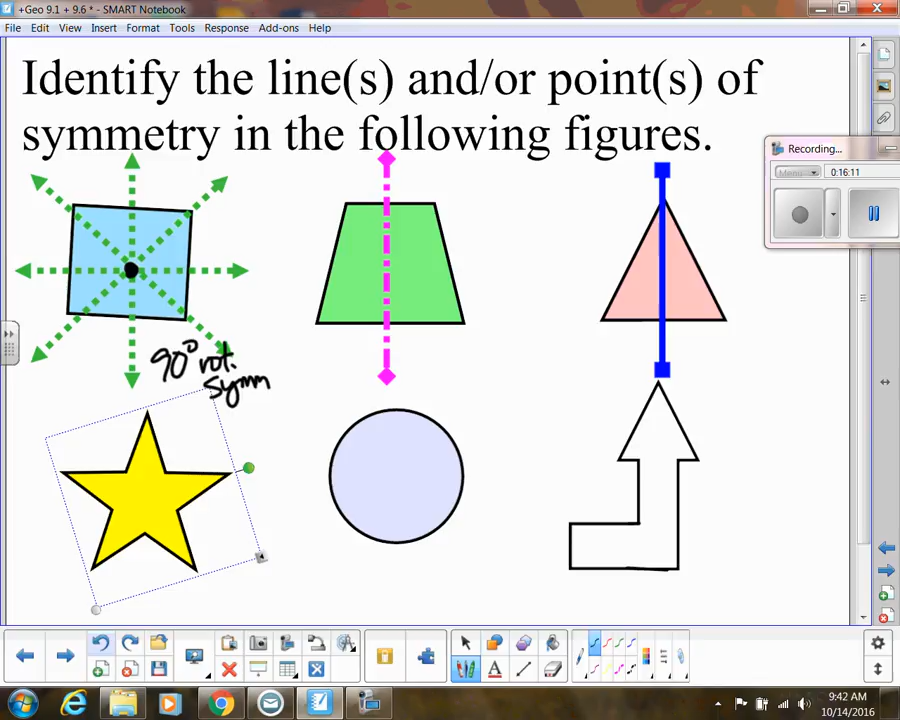 +Geo 9.1 + 9.6 * - SMART Notebook
File Edit View Insert Format Tools Response Add-ons Help
Identify the line(s) and/or point(s) of
symmetry in the following figures.
Recording...
Menu 0:16:11
90° rot.
symm
A
9:42 AM
10/14/2016